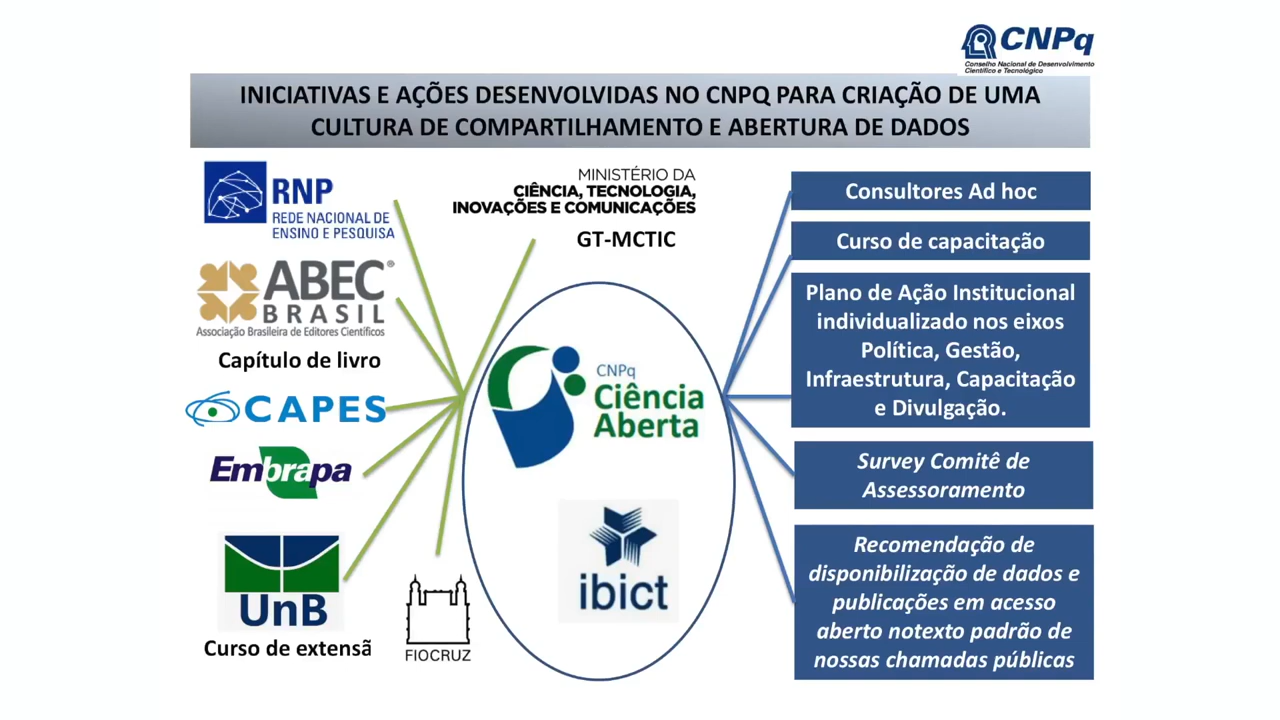 CNPq
Conselho Nacional de Desenvolvimento
Científico e Tecnológico
INICIATIVAS E AÇÕES DESENVOLVIDAS NO CNPQ PARA CRIAÇÃO DE UMA
CULTURA DE COMPARTILHAMENTO E ABERTURA DE DADOS
RNP
REDE NACIONAL DE
ENSINO E PESQUISA
MINISTÉRIO DA
CIÊNCIA, TECNOLOGIA,
INOVAÇÕES E COMUNICAÇÕES
GT-MCTIC
ABEC®
BRASIL
Associação Brasileira de Editores Científicos
Capítulo de livro
CAPES
Embrapa
UnB
Curso de extensã
FIOCRUZ
CNPq
Ciência
Aberta
ibict
Consultores Ad hoc
Curso de capacitação
Plano de Ação Institucional
individualizado nos eixos
Política, Gestão,
Infraestrutura, Capacitação
e Divulgação.
Survey Comitê de
Assessoramento
Recomendação de
disponibilização de dados e
publicações em acesso
aberto notexto padrão de
nossas chamadas públicas